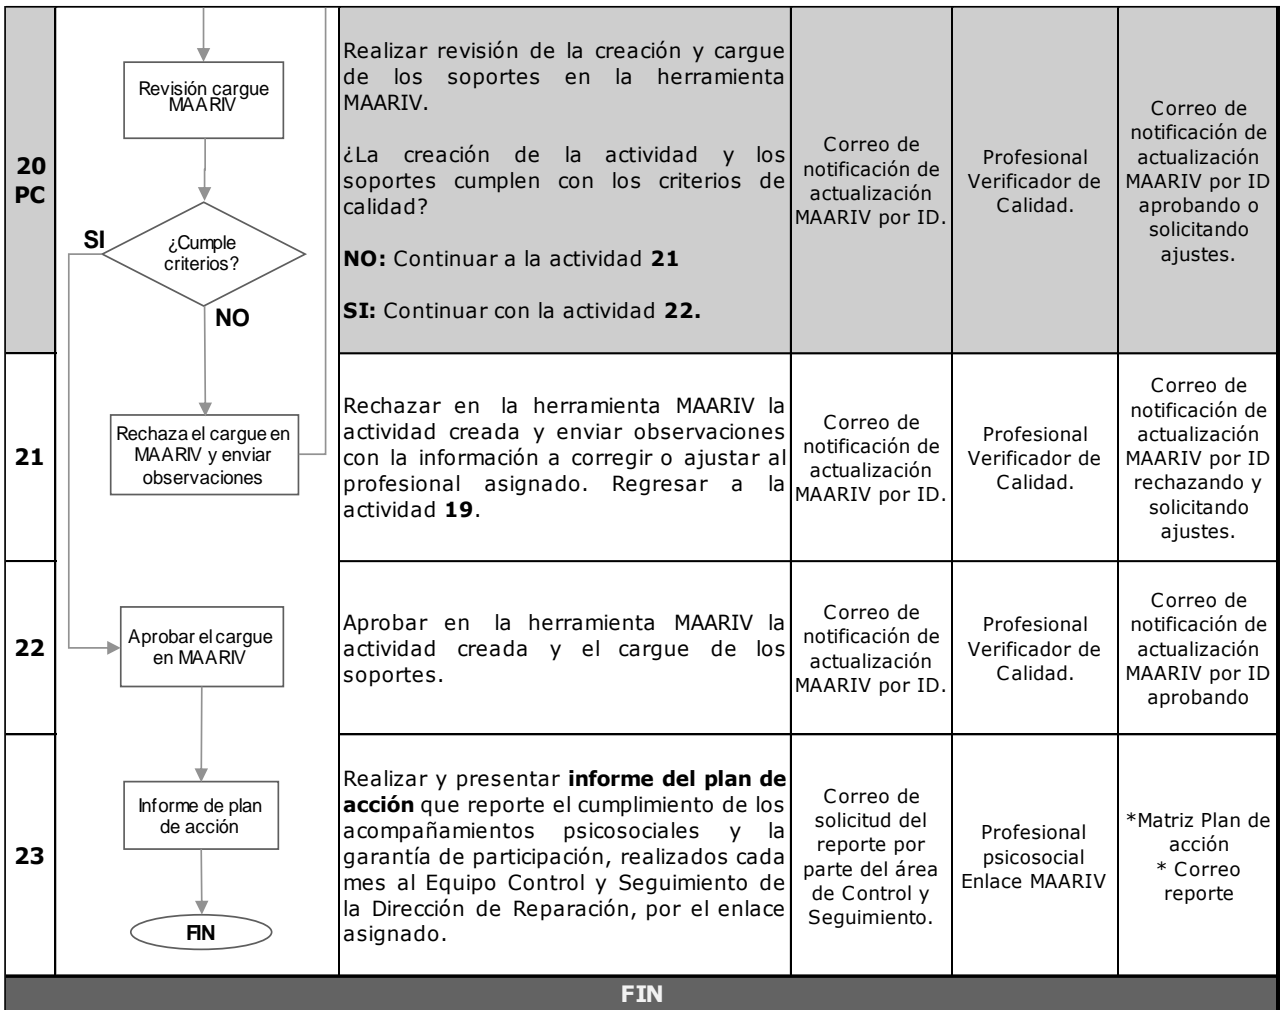 20
PC
Revisión cargue
MAARIV
¿Cumple
criterios?
SI
NO
Realizar revisión de la creación y cargue
de los soportes en la herramienta
MAARIV.
¿La creación de la actividad y los
soportes cumplen con los criterios de
calidad?
NO: Continuar a la actividad 21
SI: Continuar con la actividad 22.
Correo de
notificación de
actualización
MAARIV por ID.
Profesional
Verificador de
Calidad.
Correo de
notificación de
actualización
MAARIV por ID
aprobando o
solicitando
ajustes.
21
Rechaza el cargue en
MAARIV y enviar
observaciones
Rechazar en la herramienta MAARIV la
actividad creada y enviar observaciones
con la información a corregir o ajustar al
profesional asignado. Regresar a la
actividad 19.
Correo de
notificación de
actualización
MAARIV por ID.
Profesional
Verificador de
Calidad.
Correo de
notificación de
actualización
MAARIV por ID
rechazando y
solicitando
ajustes.
22
Aprobar el cargue
en MAARIV
Aprobar en la herramienta MAARIV la
actividad creada y el cargue de los
soportes.
Correo de
notificación de
actualización
MAARIV por ID.
Profesional
Verificador de
Calidad.
Correo de
notificación de
actualización
MAARIV por ID
aprobando
23
Informe de plan
de acción
FIN
Realizar y presentar informe del plan de
acción que reporte el cumplimiento de los
acompañamientos psicosociales y la
garantía de participación, realizados cada
mes al Equipo Control y Seguimiento de
la Dirección de Reparación, por el enlace
asignado.
Correo de
solicitud del
reporte por
parte del área
de Control y
Seguimiento.
Profesional
psicosocial
Enlace MAARIV
*Matriz Plan de
acción
* Correo
reporte
FIN